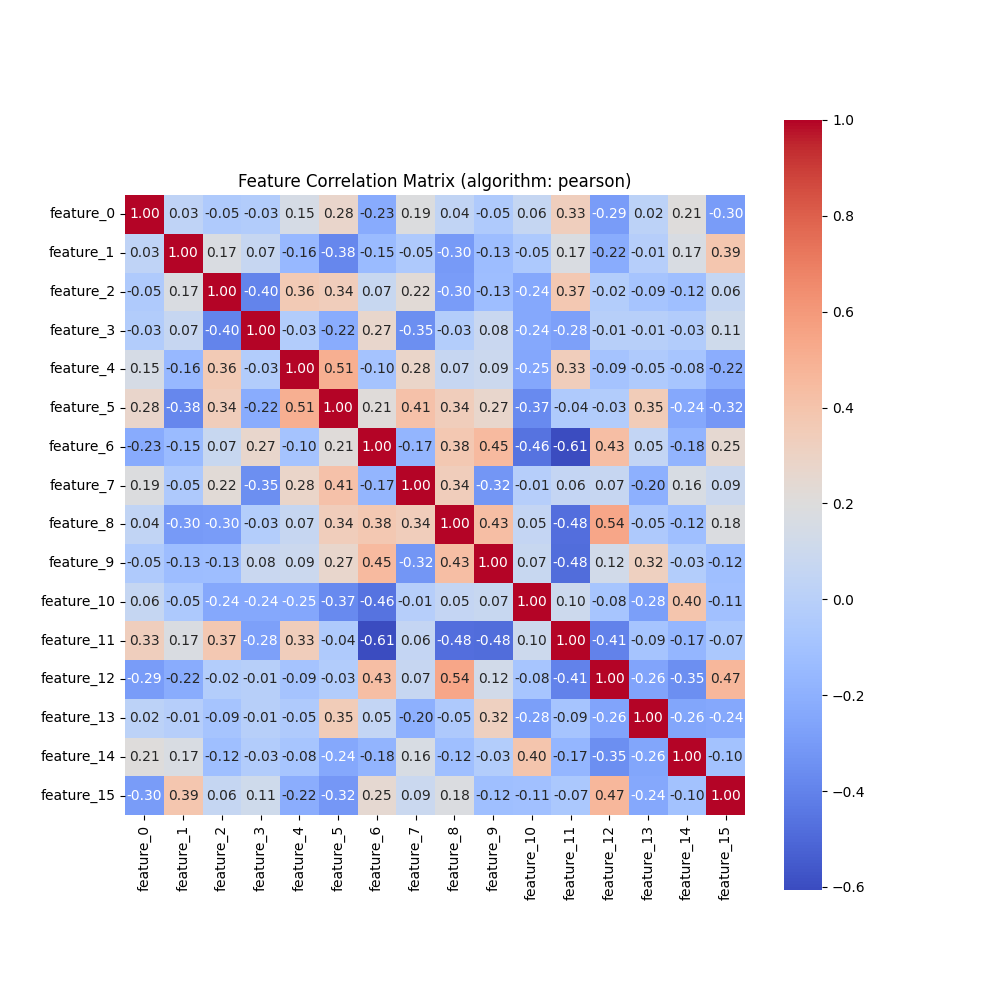 Feature Correlation Matrix (algorithm: pearson)
feature_0 1.00 0.03 -0.05 -0.03 0.15 0.28 -0.23 0.19 0.04 -0.05 0.06 0.33 -0.29 0.02 0.21 -0.30
feature_1 0.03 1.00 0.17 0.07 -0.16 -0.38 -0.15 -0.05 -0.30 -0.13 -0.05 0.17 -0.22 -0.01 0.17 0.39
feature_2 -0.05 0.17 1.00 -0.40 0.36 0.34 0.07 0.22 -0.30 -0.13 -0.24 0.37 -0.02 -0.09 -0.12 0.06
feature_3 -0.03 0.07 -0.40 1.00 -0.03 -0.22 0.27 -0.35 -0.03 0.08 -0.24 -0.28 -0.01 -0.01 -0.03 0.11
feature_4 0.15 -0.16 0.36 -0.03 1.00 0.51 -0.10 0.28 0.07 0.09 -0.25 0.33 -0.09 -0.05 -0.08 -0.22
feature_5 0.28 -0.38 0.34 -0.22 0.51 1.00 0.21 0.41 0.34 0.27 -0.37 -0.04 -0.03 0.35 -0.24 -0.32
feature_6 -0.23 -0.15 0.07 0.27 -0.10 0.21 1.00 -0.17 0.38 0.45 -0.46 -0.61 0.43 0.05 -0.18 0.25
feature_7 0.19 -0.05 0.22 -0.35 0.28 0.41 -0.17 1.00 0.34 -0.32 -0.01 0.06 0.07 -0.20 0.16 0.09
feature_8 0.04 -0.30 -0.30 -0.03 0.07 0.34 0.38 0.34 1.00 0.43 0.05 -0.48 0.54 -0.05 -0.12 0.18
feature_9 -0.05 -0.13 -0.13 0.08 0.09 0.27 0.45 -0.32 0.43 1.00 0.07 -0.48 0.12 0.32 -0.03 -0.12
feature_10 0.06 -0.05 -0.24 -0.24 -0.25 -0.37 -0.46 -0.01 0.05 0.07 1.00 0.10 -0.08 -0.28 0.40 -0.11
feature_11 0.33 0.17 0.37 -0.28 0.33 -0.04 -0.61 0.06 -0.48 -0.48 0.10 1.00 -0.41 -0.09 -0.17 -0.07
feature_12 -0.29 -0.22 -0.02 -0.01 -0.09 -0.03 0.43 0.07 0.54 0.12 -0.08 -0.41 1.00 -0.26 -0.35 0.47
feature_13 0.02 -0.01 -0.09 -0.01 -0.05 0.35 0.05 -0.20 -0.05 0.32 -0.28 -0.09 -0.26 1.00 -0.26 -0.24
feature_14 0.21 0.17 -0.12 -0.03 -0.08 -0.24 -0.18 0.16 -0.12 -0.03 0.40 -0.17 -0.35 -0.26 1.00 -0.10
feature_15 -0.30 0.39 0.06 0.11 -0.22 -0.32 0.25 0.09 0.18 -0.12 -0.11 -0.07 0.47 -0.24 -0.10 1.00
feature_0 feature_1 feature_2 feature_3 feature_4 feature_5 feature_6 feature_7 feature_8 feature_9 feature_10 feature_11 feature_12 feature_13 feature_14 feature_15
1.0
0.8
0.6
0.4
0.2
0.0
−0.2
−0.4
−0.6